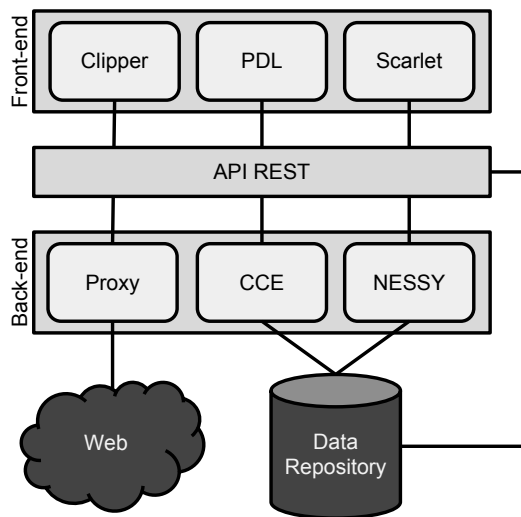 Front-end
Clipper
PDL
Scarlet
API REST
Back-end
Proxy
CCE
NESSY
Web
Data
Repository